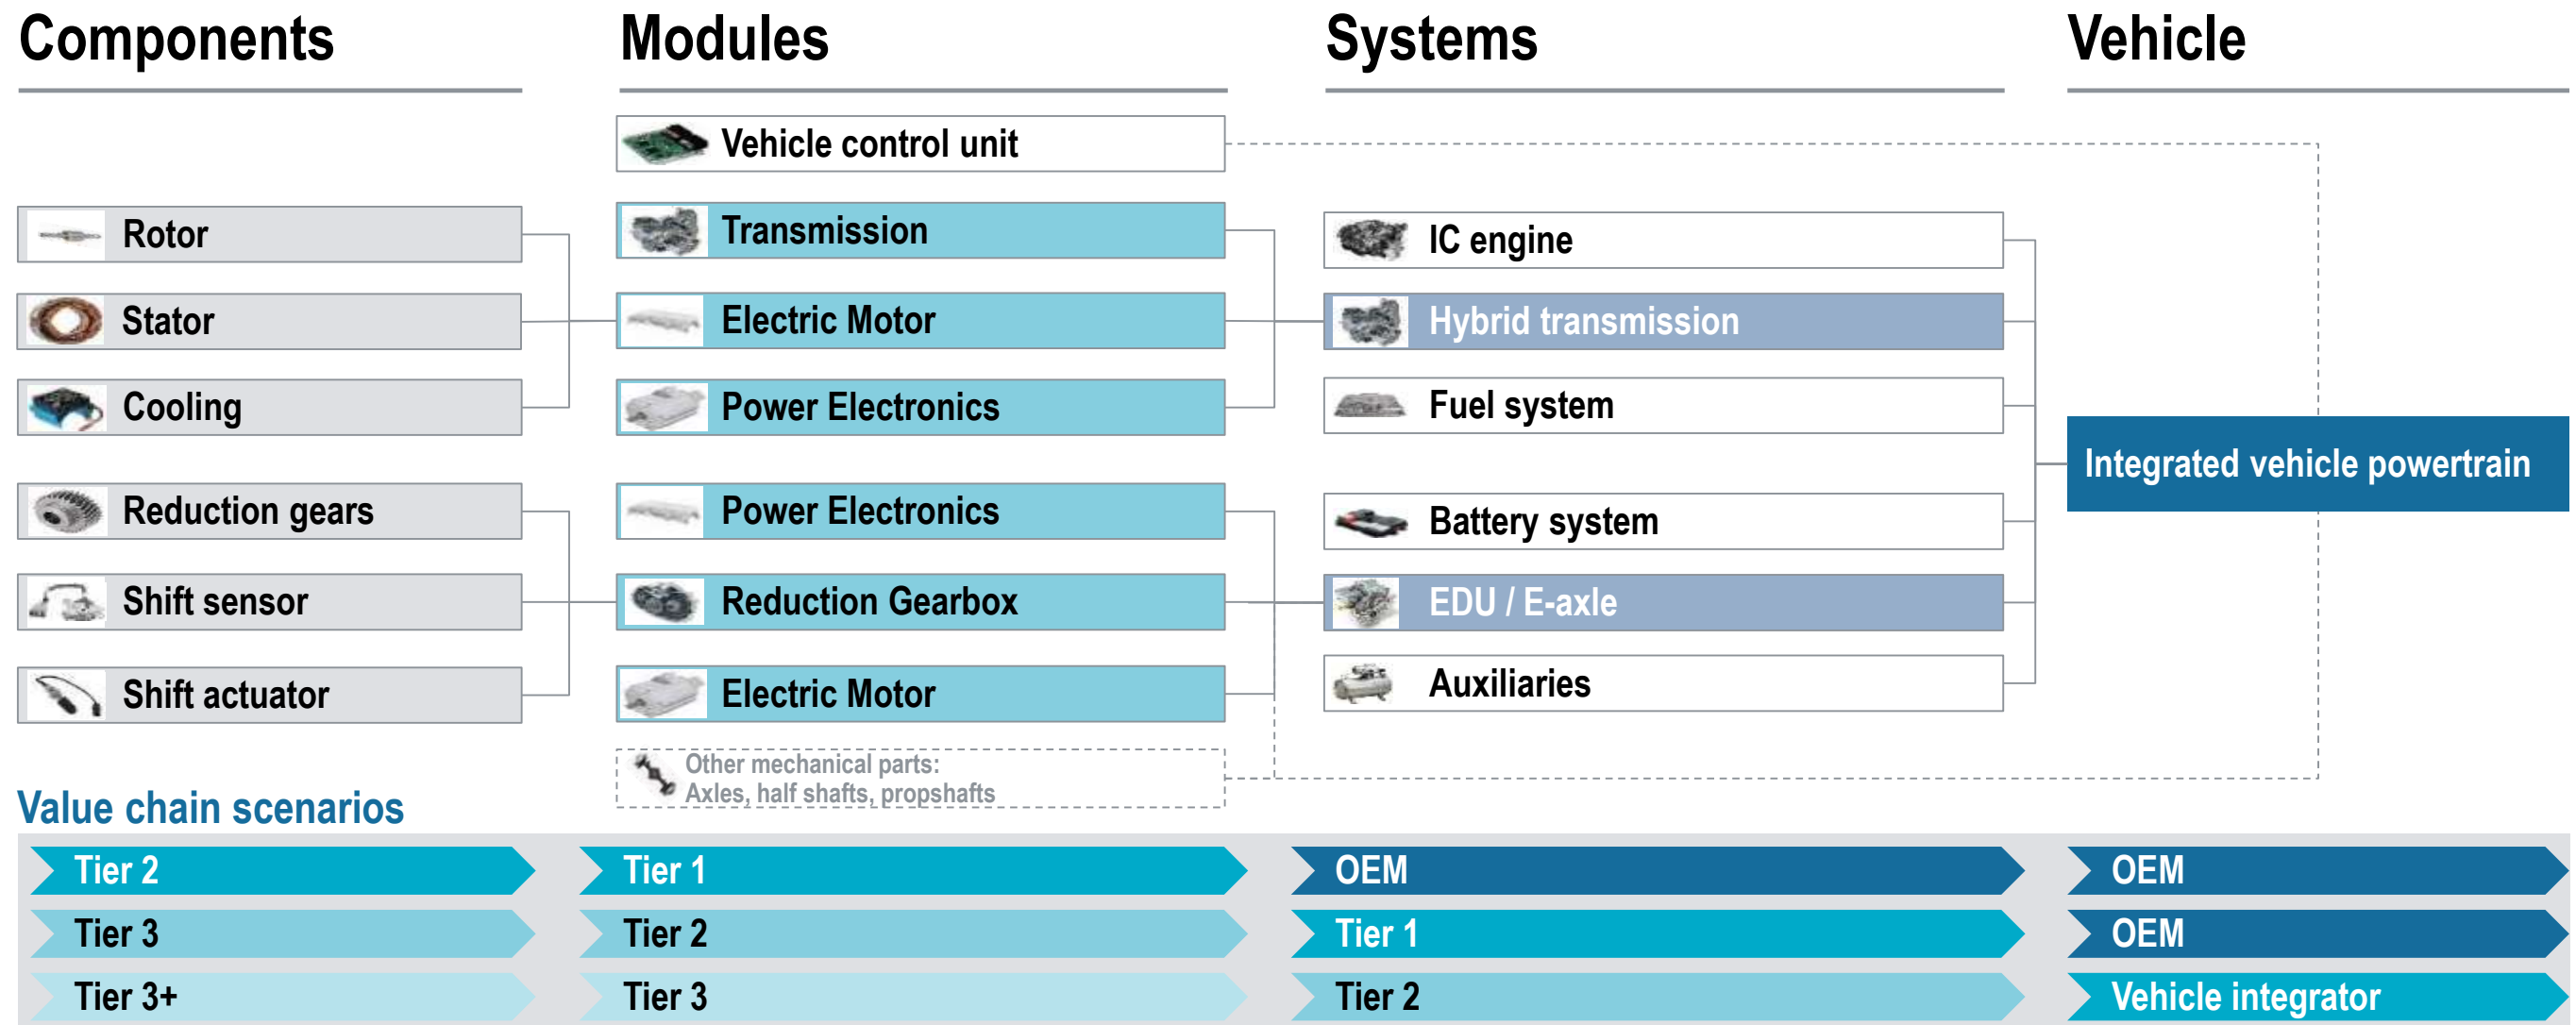 Components
Modules
Systems
Vehicle
Vehicle control unit
Rotor
Stator
Cooling
Reduction gears
Shift sensor
Shift actuator
Transmission
Electric Motor
Power Electronics
Power Electronics
Reduction Gearbox
Electric Motor
Other mechanical parts:
Axles, half shafts, propshafts
IC engine
Hybrid transmission
Fuel system
Battery system
EDU / E-axle
Auxiliaries
Integrated vehicle powertrain
Value chain scenarios
Tier 2
Tier 1
OEM
OEM
Tier 3
Tier 2
Tier 1
OEM
Tier 3+
Tier 3
Tier 2
Vehicle integrator